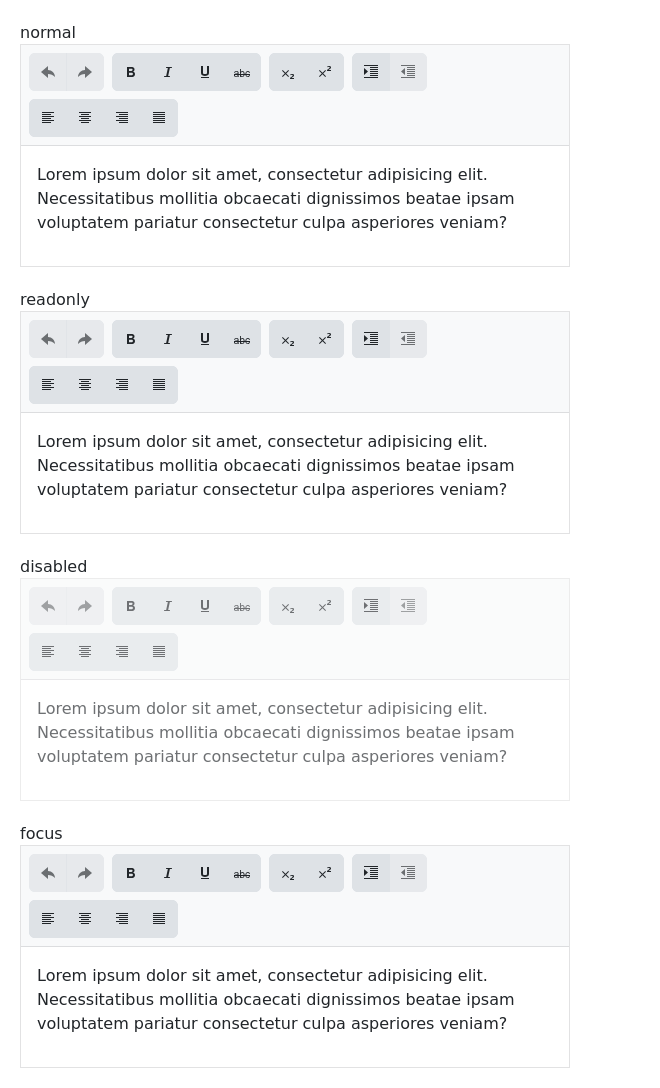 normal
B I U abc ×₂ ×²
Lorem ipsum dolor sit amet, consectetur adipisicing elit.
Necessitatibus mollitia obcaecati dignissimos beatae ipsam
voluptatem pariatur consectetur culpa asperiores veniam?
readonly
B I U abc ×₂ ×²
Lorem ipsum dolor sit amet, consectetur adipisicing elit.
Necessitatibus mollitia obcaecati dignissimos beatae ipsam
voluptatem pariatur consectetur culpa asperiores veniam?
disabled
B I U abc ×₂ ×²
Lorem ipsum dolor sit amet, consectetur adipisicing elit.
Necessitatibus mollitia obcaecati dignissimos beatae ipsam
voluptatem pariatur consectetur culpa asperiores veniam?
focus
B I U abc ×₂ ×²
Lorem ipsum dolor sit amet, consectetur adipisicing elit.
Necessitatibus mollitia obcaecati dignissimos beatae ipsam
voluptatem pariatur consectetur culpa asperiores veniam?